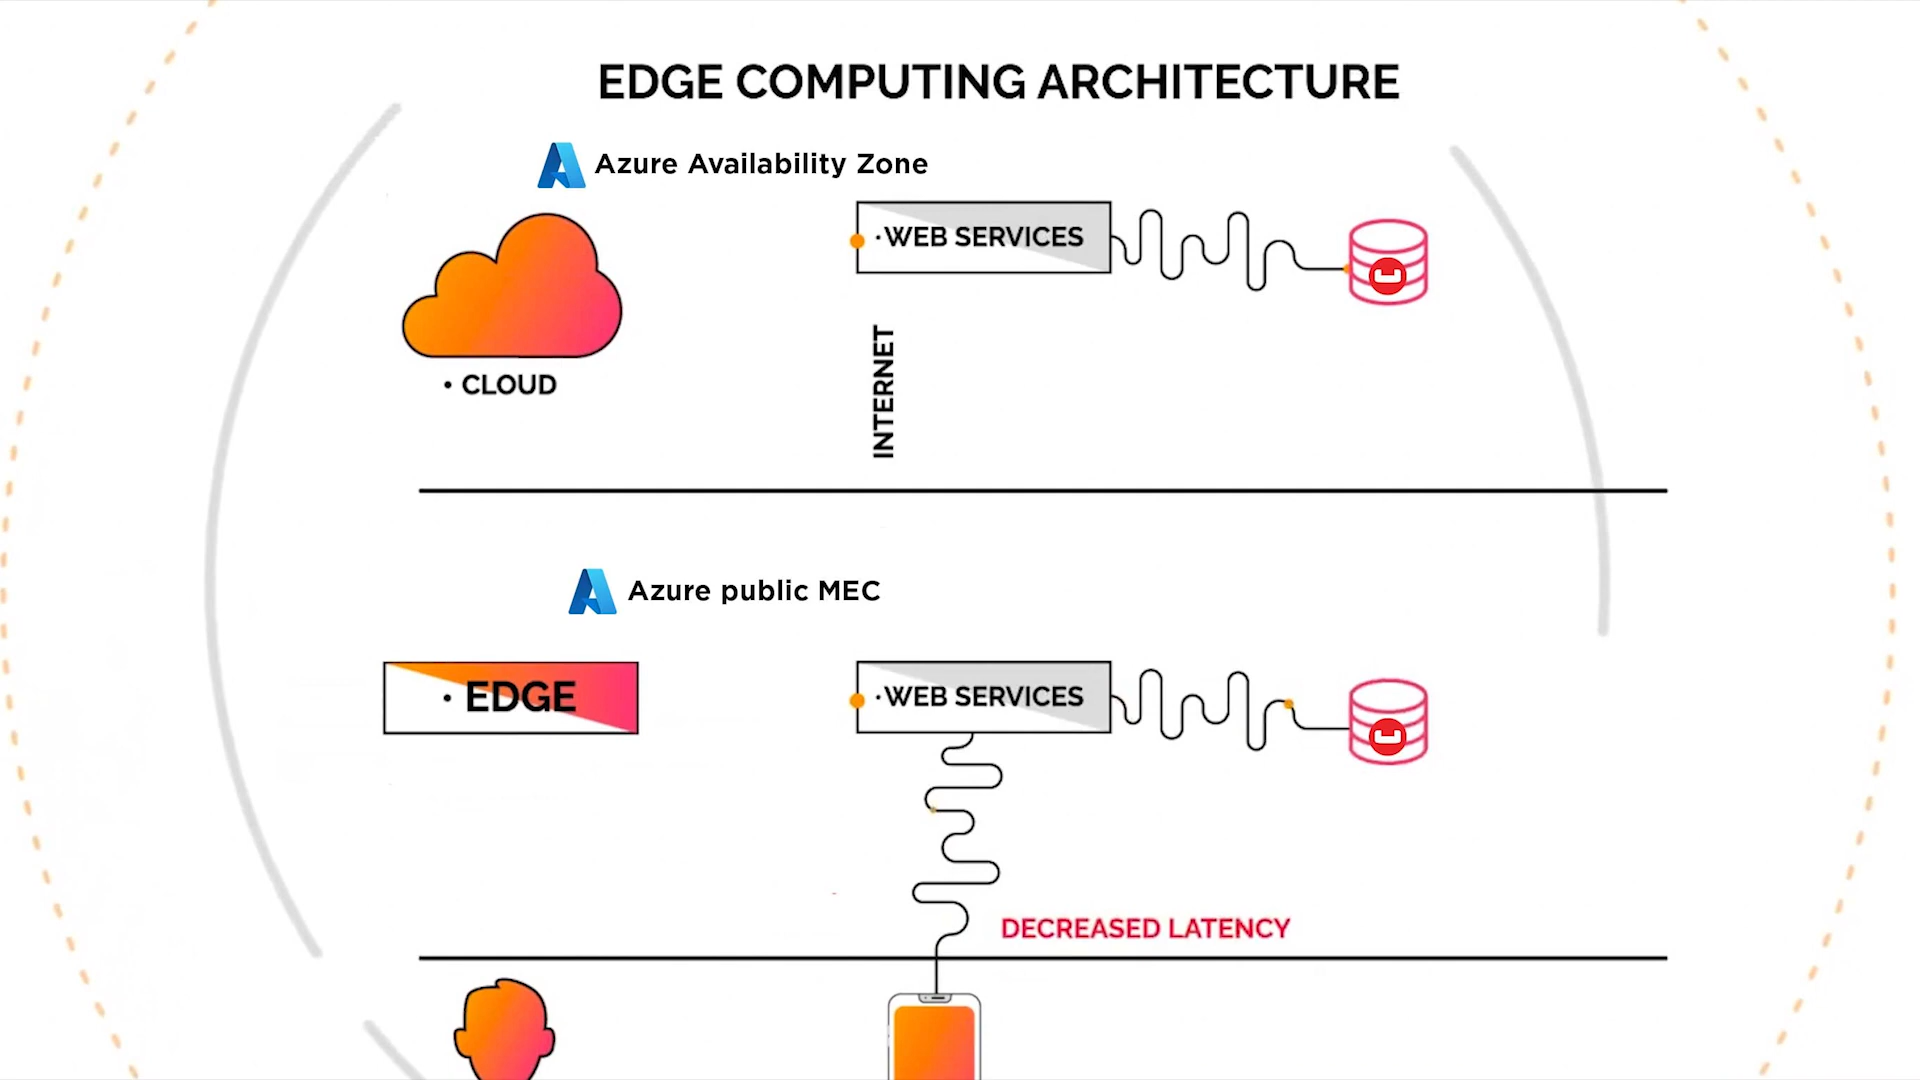 EDGE COMPUTING ARCHITECTURE
Azure Availability Zone
·WEB SERVICES
• CLOUD
INTERNET
Azure public MEC
• EDGE
·WEB SERVICES
DECREASED LATENCY